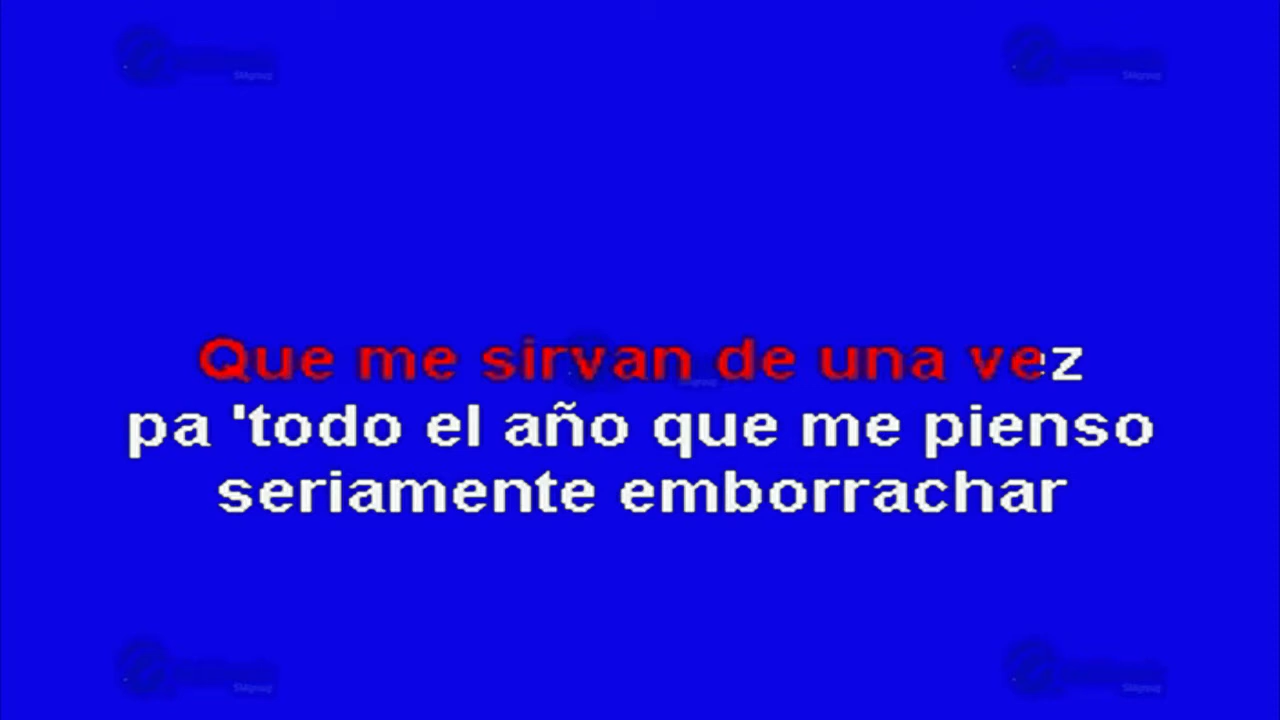 Que me sirvan de una vez
pa 'todo el año que me pienso
seriamente emborrachar